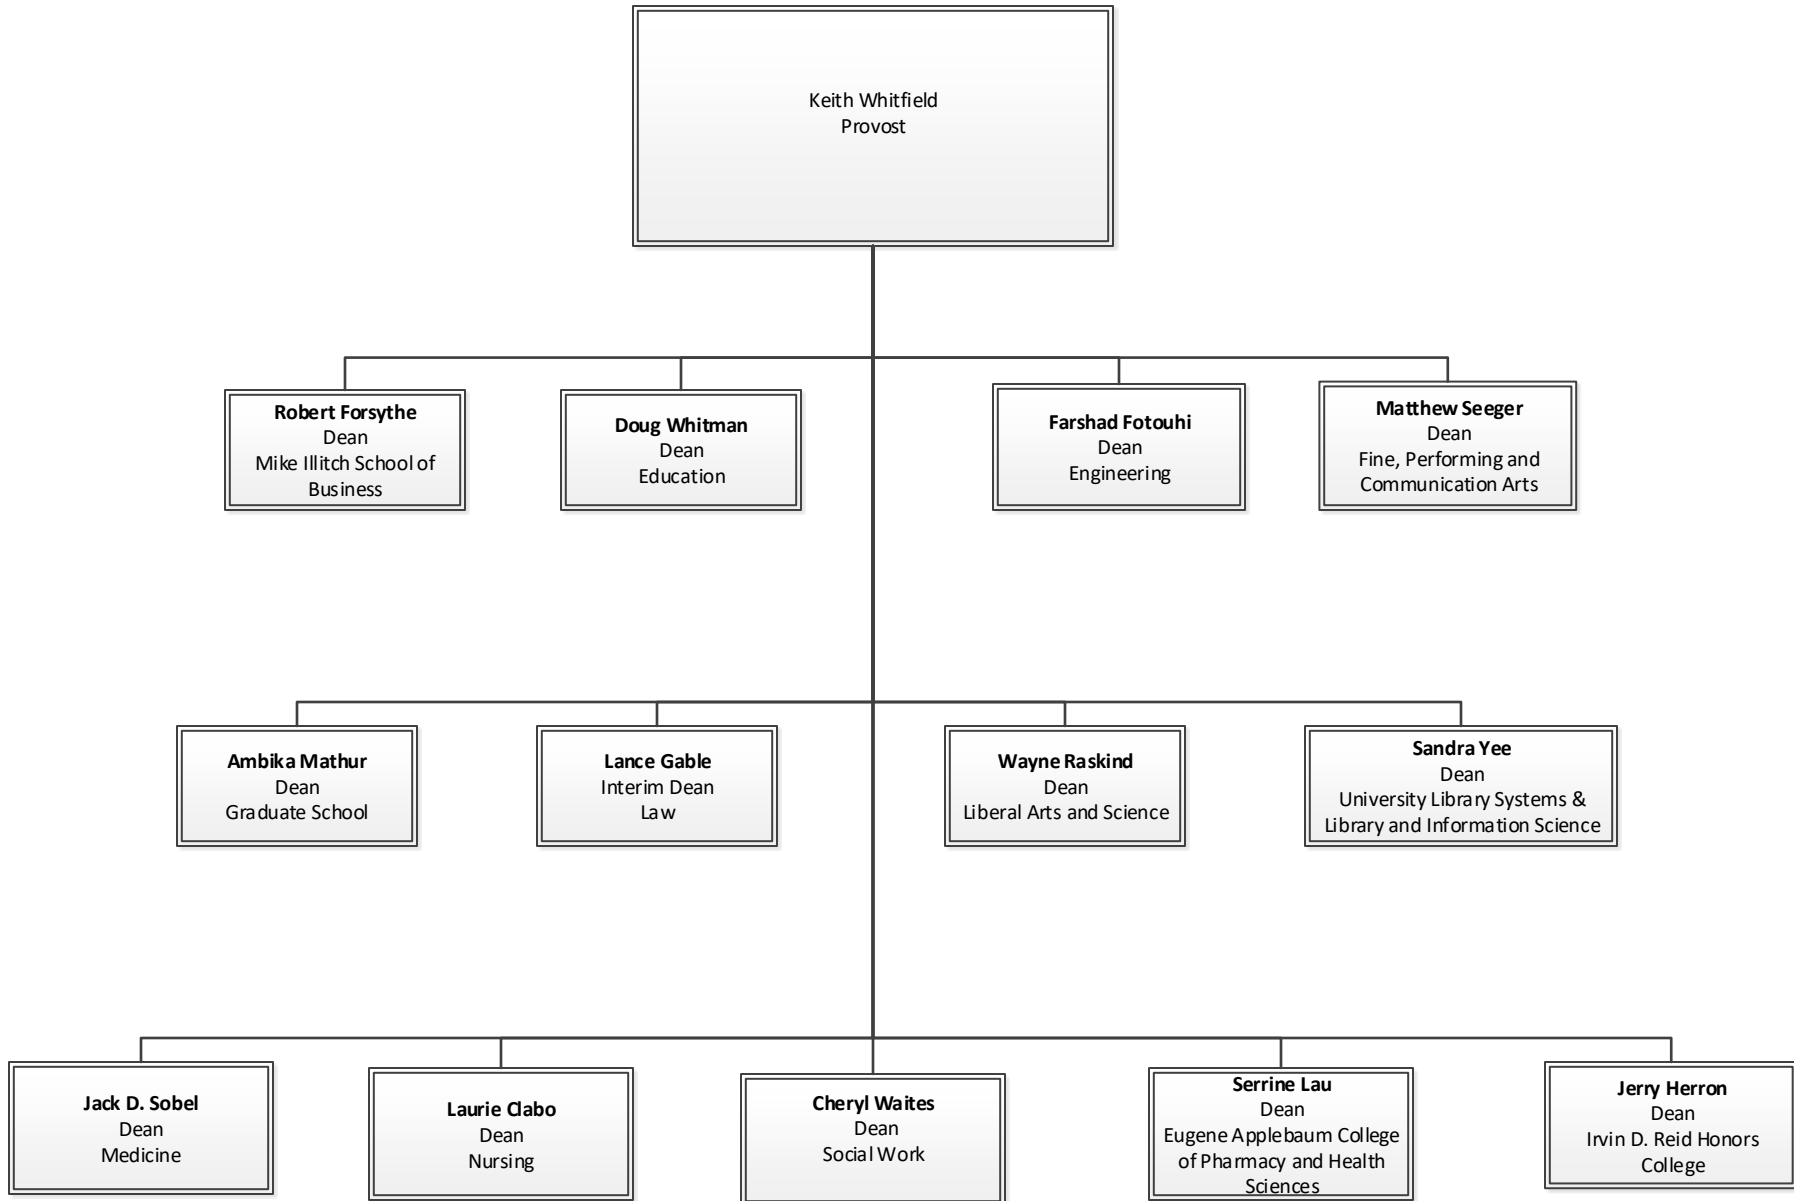 Keith Whitfield
Provost
Robert Forsythe
Dean
Mike Illitch School of
Business
Doug Whitman
Dean
Education
Farshad Fotouhi
Dean
Engineering
Matthew Seeger
Dean
Fine, Performing and
Communication Arts
Ambika Mathur
Dean
Graduate School
Lance Gable
Interim Dean
Law
Wayne Raskind
Dean
Liberal Arts and Science
Sandra Yee
Dean
University Library Systems &
Library and Information Science
Jack D. Sobel
Dean
Medicine
Laurie Clabo
Dean
Nursing
Cheryl Waites
Dean
Social Work
Serrine Lau
Dean
Eugene Applebaum College
of Pharmacy and Health
Sciences
Jerry Herron
Dean
Irvin D. Reid Honors
College